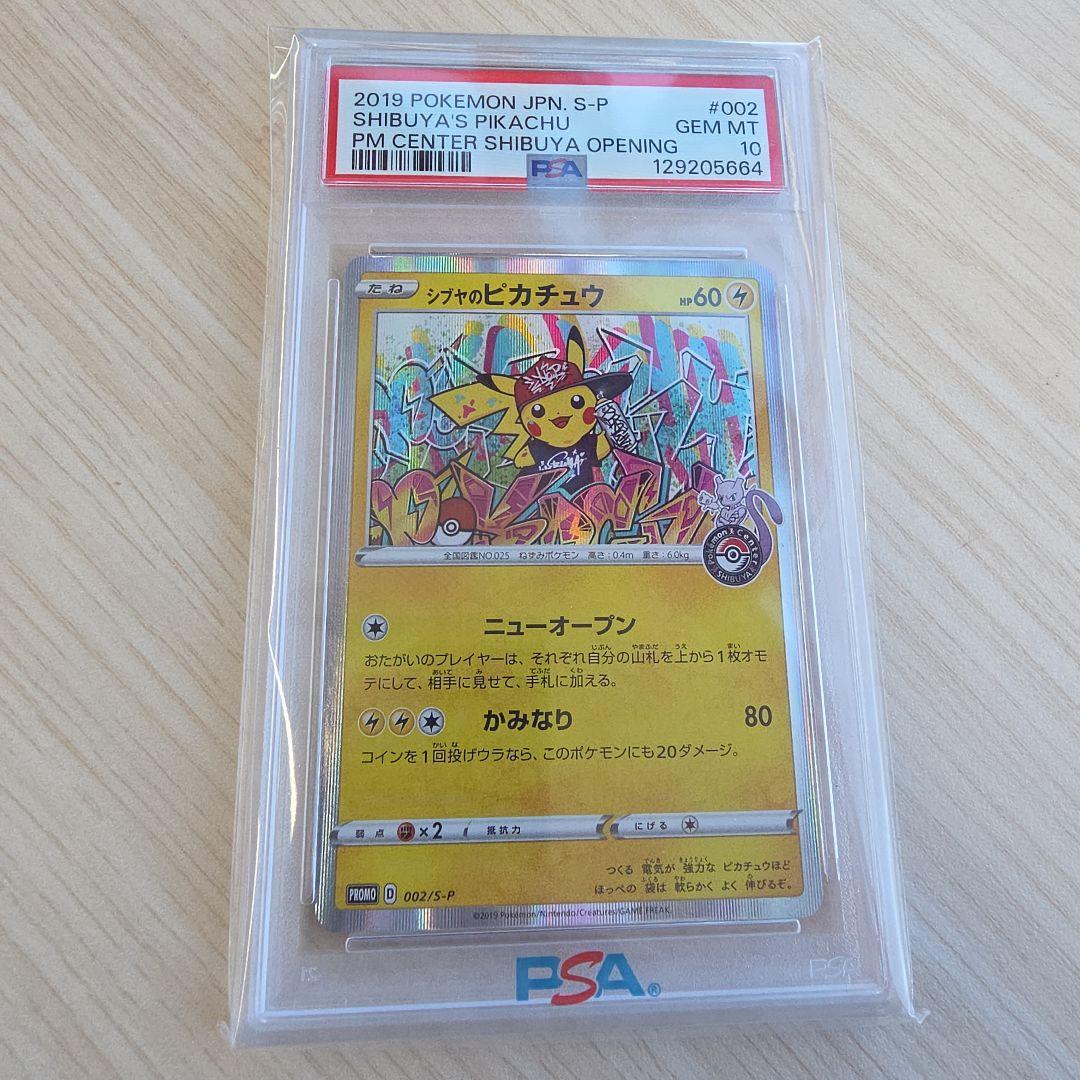 2019 POKEMON JPN. S-P #002
SHIBUYA'S PIKACHU GEM MT
PM CENTER SHIBUYA OPENING 10
PSA 129205664
たね シブヤのピカチュウ HP60
全国図鑑NO.025 ねずみポケモン 高さ:0.4m 重さ:6.0kg
Pokémon Center
SHIBUYA
ニューオープン
おたがいのプレイヤーは、それぞれ自分の山札を上から1枚オモ
テにして、相手に見せて、手札に加える。
かみなり 80
コインを1回投げウラなら、このポケモンにも20ダメージ。
弱点 ×2 抵抗力 にげる
つくる 電気が 強力な ピカチュウほど
ほっぺの 袋は 軟らかく よく 伸びるぞ。
PROMO D 002/S-P
©2019 Pokémon/Nintendo/Creatures/GAME FREAK.
PSA®